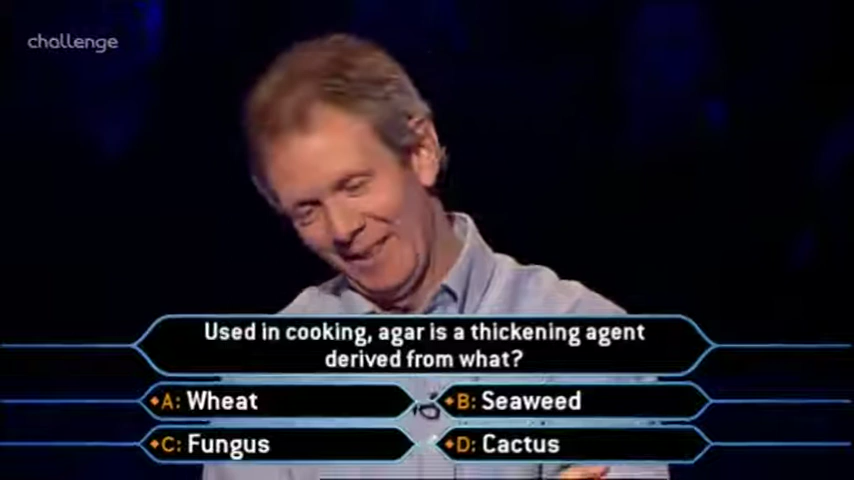 challenge
Used in cooking, agar is a thickening agent
derived from what?
A: Wheat
B: Seaweed
C: Fungus
D: Cactus